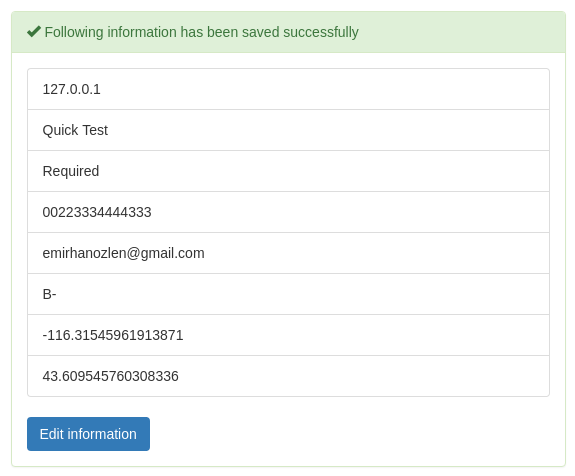 Following information has been saved successfully
127.0.0.1
Quick Test
Required
00223334444333
emirhanozlen@gmail.com
B-
-116.31545961913871
43.609545760308336
Edit information